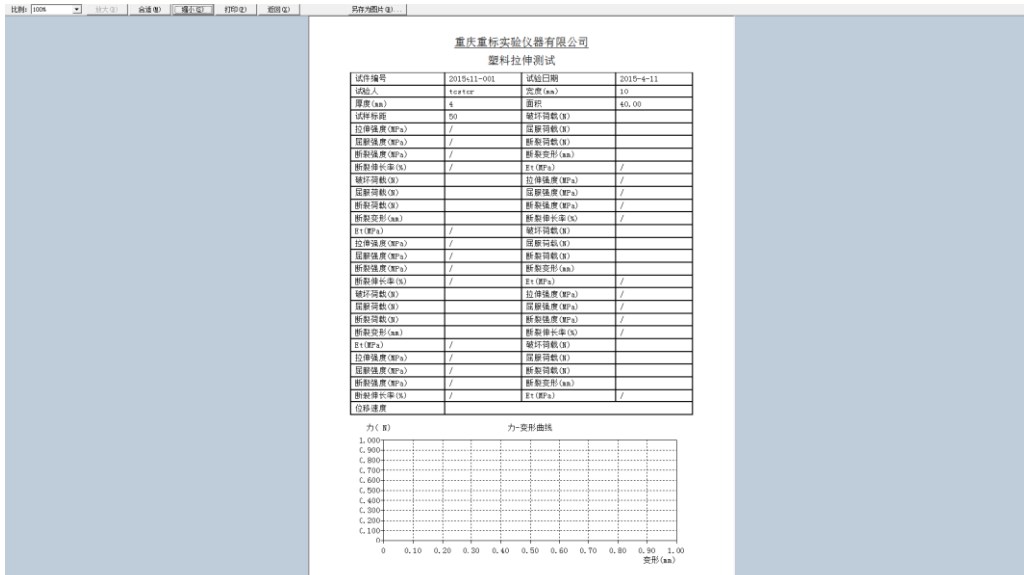 比例: 100% 放大(I) 合适(M) 缩小(O) 打印(P) 返回(X) 另存为图片(Q)...
重庆重标实验仪器有限公司
塑料拉伸测试
试件编号 2015411-001 试验日期 2015-4-11
试验人 tester 宽度(mm) 10
厚度(mm) 4 面积 40.00
试样标距 50 破坏荷载(N)
拉伸强度(MPa) / 屈服荷载(N)
屈服强度(MPa) / 断裂荷载(N)
断裂强度(MPa) / 断裂变形(mm)
断裂伸长率(%) / Et(MPa) /
破坏荷载(N) 拉伸强度(MPa) /
屈服荷载(N) 屈服强度(MPa) /
断裂荷载(N) 断裂强度(MPa) /
断裂变形(mm) 断裂伸长率(%) /
Et(MPa) / 破坏荷载(N)
拉伸强度(MPa) / 屈服荷载(N)
屈服强度(MPa) / 断裂荷载(N)
断裂强度(MPa) / 断裂变形(mm)
断裂伸长率(%) / Et(MPa) /
破坏荷载(N) 拉伸强度(MPa) /
屈服荷载(N) 屈服强度(MPa) /
断裂荷载(N) 断裂强度(MPa) /
断裂变形(mm) 断裂伸长率(%) /
Et(MPa) / 破坏荷载(N)
拉伸强度(MPa) / 屈服荷载(N)
屈服强度(MPa) / 断裂荷载(N)
断裂强度(MPa) / 断裂变形(mm)
断裂伸长率(%) / Et(MPa) /
位移速度
力( N) 力-变形曲线
1.000
0.900
0.800
0.700
0.600
0.500
0.400
0.300
0.200
0.100
0
0 0.10 0.20 0.30 0.40 0.50 0.60 0.70 0.80 0.90 1.00
变形(mm)